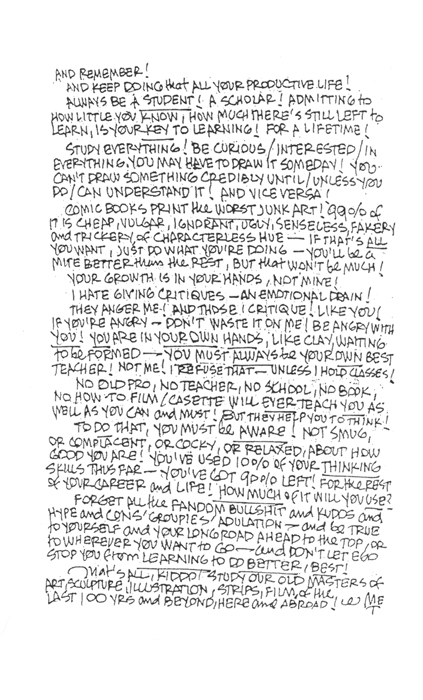 AND REMEMBER!
AND KEEP DOING that ALL YOUR PRODUCTIVE LIFE!
ALWAYS BE A STUDENT! A SCHOLAR! ADMITTING to
HOW LITTLE YOU KNOW, HOW MUCH THERE'S STILL LEFT to
LEARN, IS YOUR KEY to LEARNING! FOR A LIFETIME!
STUDY EVERYTHING! BE CURIOUS/INTERESTED/IN
EVERYTHING. YOU MAY HAVE to DRAW IT SOMEDAY! YOU
CAN'T DRAW SOMETHING CREDIBLY UNTIL/UNLESS YOU
DO/CAN UNDERSTAND IT! AND VICE VERSA!
COMIC BOOKS PRINT the WORST JUNK ART! 99% of
IT IS CHEAP, VULGAR, IGNORANT, UGLY, SENSELESS, FAKERY
and TRICKERY, OF CHARACTERLESS HUE — IF THAT'S ALL
YOU WANT, JUST DO WHAT YOU'RE DOING — YOU'LL BE A
MITE BETTER than the REST, BUT that WON'T BE MUCH!
YOUR GROWTH IS IN YOUR HANDS, NOT MINE!
I HATE GIVING CRITIQUES — AN EMOTIONAL DRAIN!
THEY ANGER ME! AND THOSE I CRITIQUE! LIKE YOU!
IF YOU'RE ANGRY — DON'T WASTE IT ON ME! BE ANGRY WITH
YOU! YOU ARE IN YOUR OWN HANDS, LIKE CLAY, WAITING
to be FORMED — YOU MUST ALWAYS be YOUR OWN BEST
TEACHER! NOT ME! I REFUSE THAT — UNLESS I HOLD CLASSES!
NO OLD PRO, NO TEACHER, NO SCHOOL, NO BOOK,
NO HOW TO FILM/CASETTE WILL EVER TEACH YOU AS
WELL AS YOU CAN and MUST! BUT THEY HELP YOU to THINK!
TO DO THAT, YOU MUST BE AWARE! NOT SMUG,
OR COMPLACENT, OR COCKY, OR RELAXED, ABOUT HOW
GOOD YOU ARE! YOU'VE USED 10% OF YOUR THINKING
SKILLS THUS FAR — YOU'VE GOT 90% LEFT! FOR the REST
of YOUR CAREER and LIFE! HOW MUCH of IT WILL YOU USE?
FORGET ALL the FANDOM BULLSHIT and KUDOS and
HYPE and CONS' GROUPIES' ADULATION — and BE TRUE
to YOURSELF and YOUR LONG ROAD AHEAD to the TOP, OR
to WHEREVER YOU WANT to GO — and DON'T LET EGO
STOP YOU from LEARNING to DO BETTER, BEST!
THAT'S ALL, KIDDO! STUDY OUR OLD MASTERS of
ART, SCULPTURE, ILLUSTRATION, STRIPS, FILM, of the
LAST 100 YRS and BEYOND, HERE and ABROAD! ME